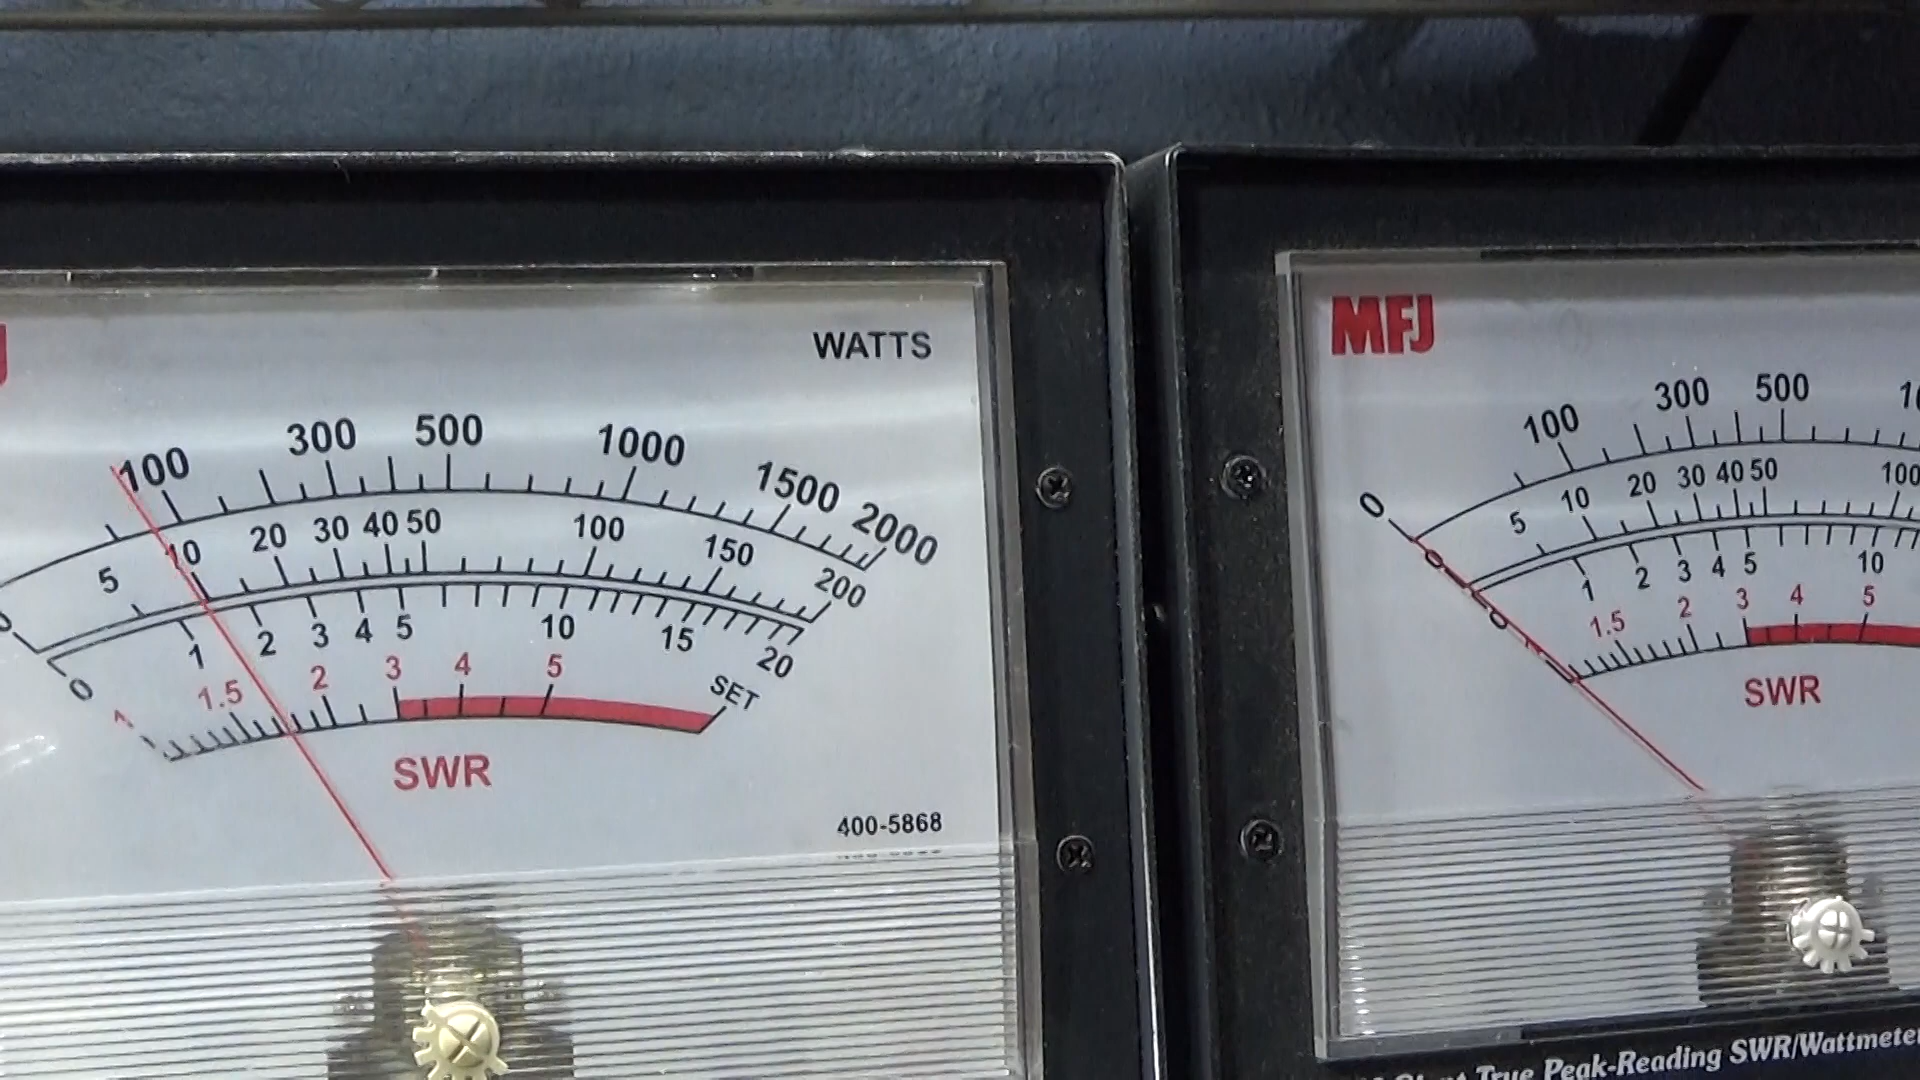 WATTS
0 100 300 500 1000 1500 2000
5 10 20 30 40 50 100 150 200
0 1 2 3 4 5 10 15 20
1 1.5 2 3 4 5 SET
SWR
400-5868
MFJ
0 100 300 500
0 5 10 20 30 40 50 100
0 1 2 3 4 5 10
1.5 2 3 4 5
SWR
True Peak-Reading SWR/Wattmeter